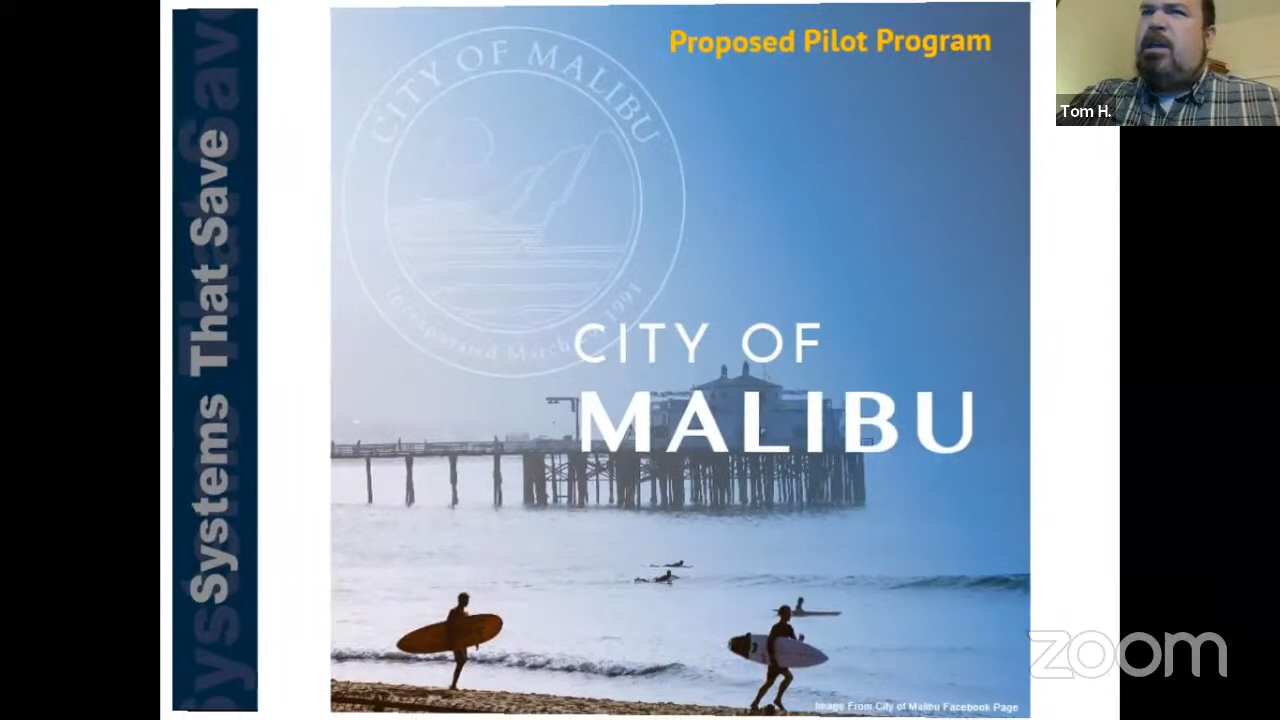 Systems That Save
Proposed Pilot Program
Tom H.
CITY OF MALIBU
Incorporated March 1991
CITY OF
MALIBU
zoom
Image From City of Malibu Facebook Page